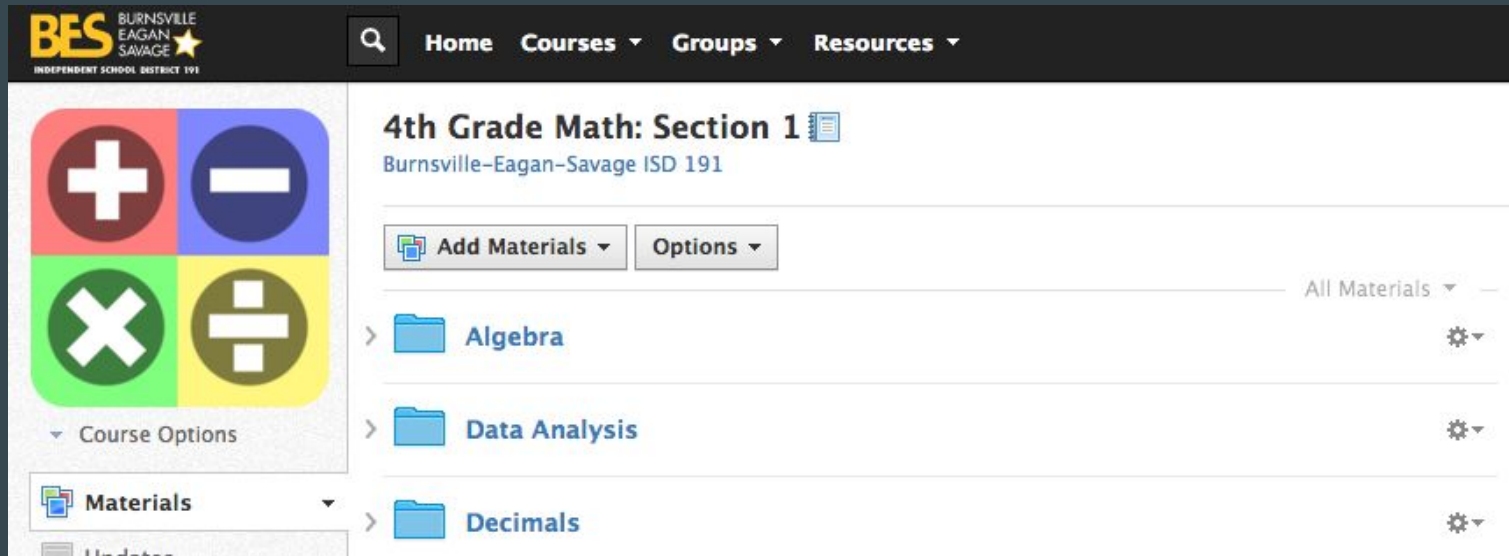 BES BURNSVILLE
EAGAN
SAVAGE
INDEPENDENT SCHOOL DISTRICT 191
Home Courses Groups Resources
4th Grade Math: Section 1
Burnsville-Eagan-Savage ISD 191
Add Materials Options
All Materials
Algebra
Data Analysis
Decimals
Course Options
Materials
Updates